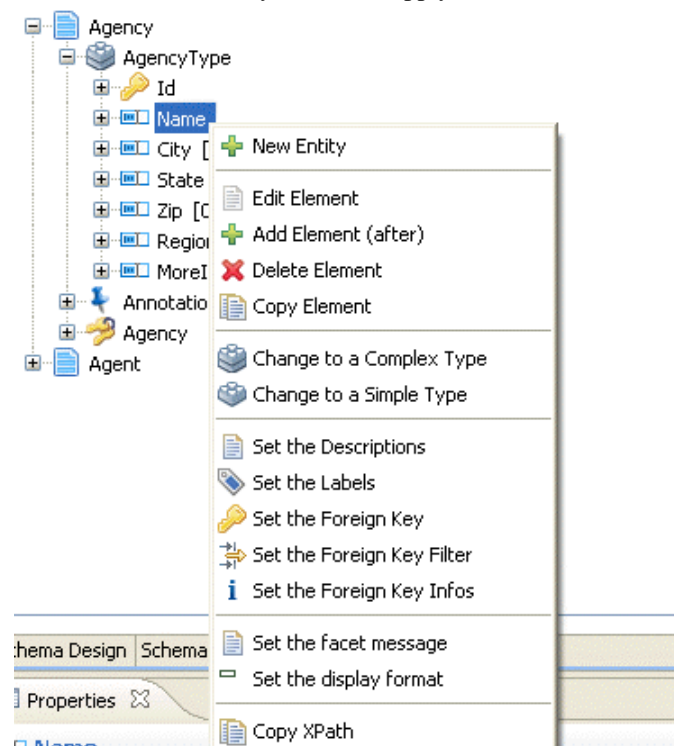 Agency
AgencyType
Id
Name
City [
State
Zip [
Annotatio
Agency
Agent
New Entity
Edit Element
Add Element (after)
Delete Element
Copy Element
Change to a Complex Type
Change to a Simple Type
Set the Descriptions
Set the Labels
Set the Foreign Key
Set the Foreign Key Filter
Set the Foreign Key Infos
Set the facet message
Set the display format
Copy XPath
hema Design Schema
Properties
Name